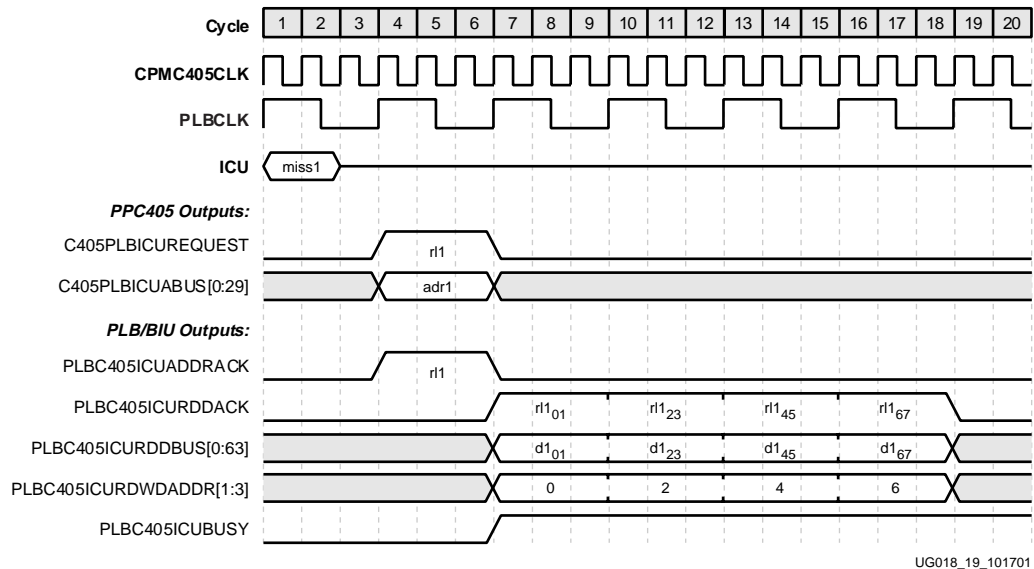 Cycle 1 2 3 4 5 6 7 8 9 10 11 12 13 14 15 16 17 18 19 20
CPMC405CLK
PLBCLK
ICU miss1
PPC405 Outputs:
C405PLBICUREQUEST rl1
C405PLBICUABUS[0:29] adr1
PLB/BIU Outputs:
PLBC405ICUADDRACK rl1
PLBC405ICURDDACK rl101 rl123 rl145 rl167
PLBC405ICURDDBUS[0:63] d101 d123 d145 d167
PLBC405ICURDWDADDR[1:3] 0 2 4 6
PLBC405ICUBUSY
UG018_19_101701